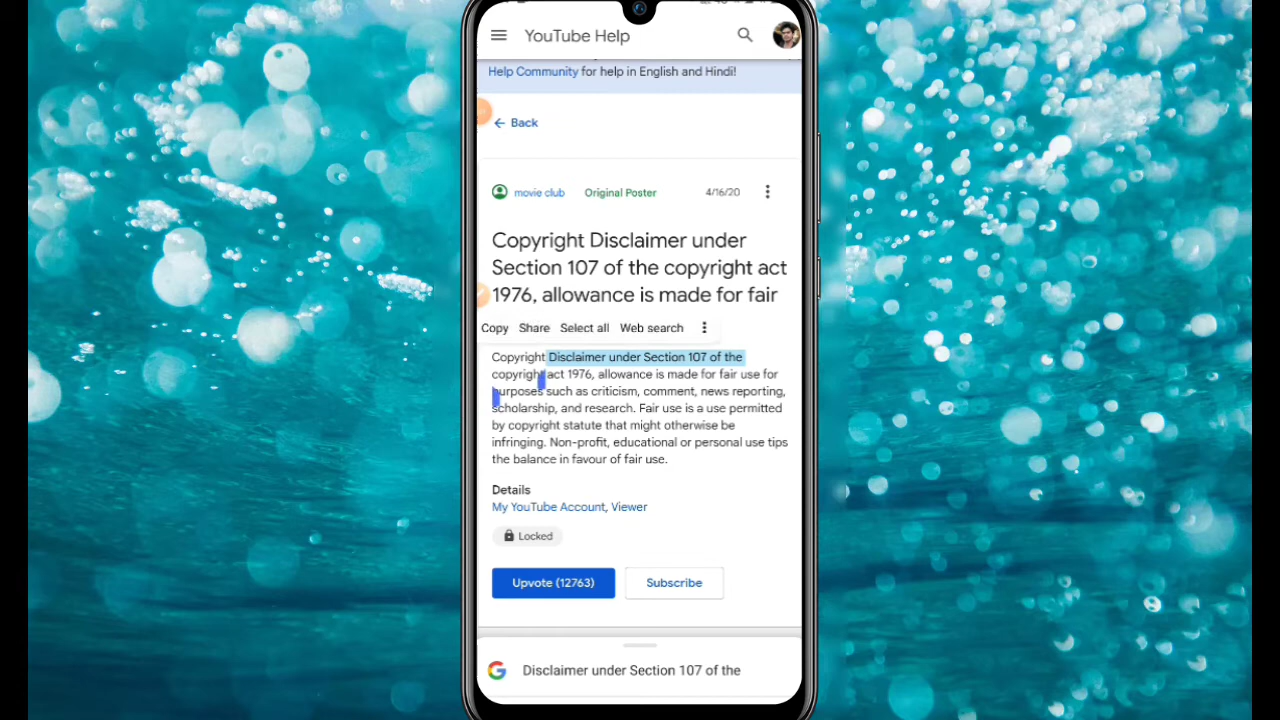 YouTube Help
Help Community for help in English and Hindi!
← Back
movie club Original Poster 4/16/20
Copyright Disclaimer under
Section 107 of the copyright act
1976, allowance is made for fair
Copy Share Select all Web search
Copyright Disclaimer under Section 107 of the
copyright act 1976, allowance is made for fair use for
purposes such as criticism, comment, news reporting,
scholarship, and research. Fair use is a use permitted
by copyright statute that might otherwise be
infringing. Non-profit, educational or personal use tips
the balance in favour of fair use.
Details
My YouTube Account, Viewer
Locked
Upvote (12763) Subscribe
Disclaimer under Section 107 of the